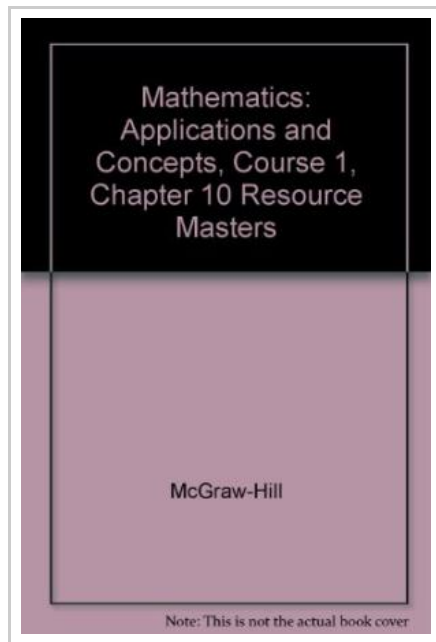 Mathematics:
Applications and
Concepts, Course 1,
Chapter 10 Resource
Masters
McGraw-Hill
Note: This is not the actual book cover